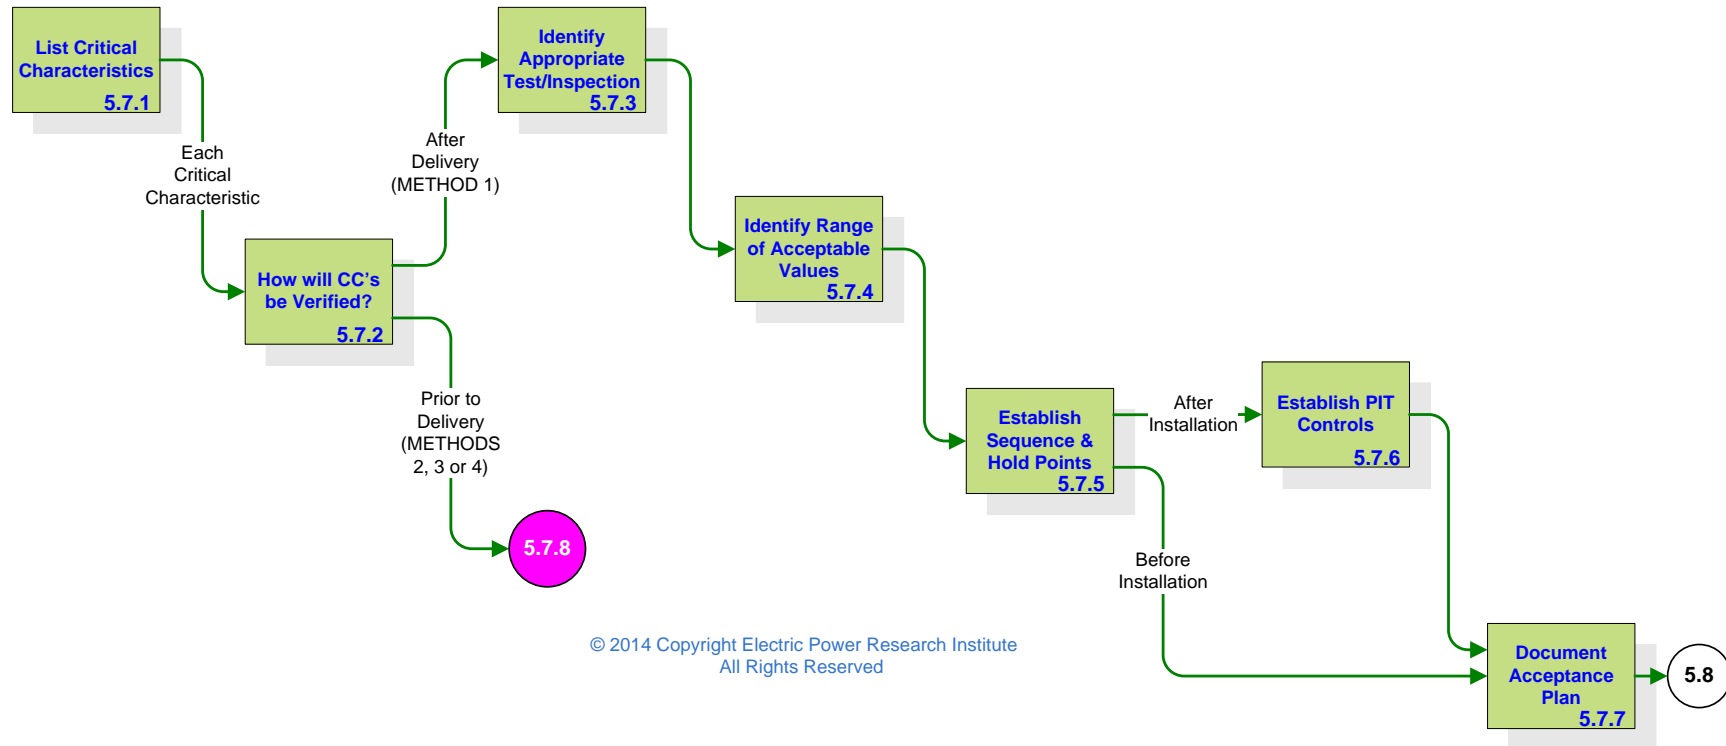 List Critical
Characteristics
5.7.1
Each
Critical
Characteristic
How will CC's
be Verified?
5.7.2
After
Delivery
(METHOD 1)
Prior to
Delivery
(METHODS
2, 3 or 4)
5.7.8
Identify
Appropriate
Test/Inspection
5.7.3
Identify Range
of Acceptable
Values
5.7.4
Establish
Sequence &
Hold Points
5.7.5
After
Installation
Before
Installation
Establish PIT
Controls
5.7.6
Document
Acceptance
Plan
5.7.7
5.8
© 2014 Copyright Electric Power Research Institute
All Rights Reserved